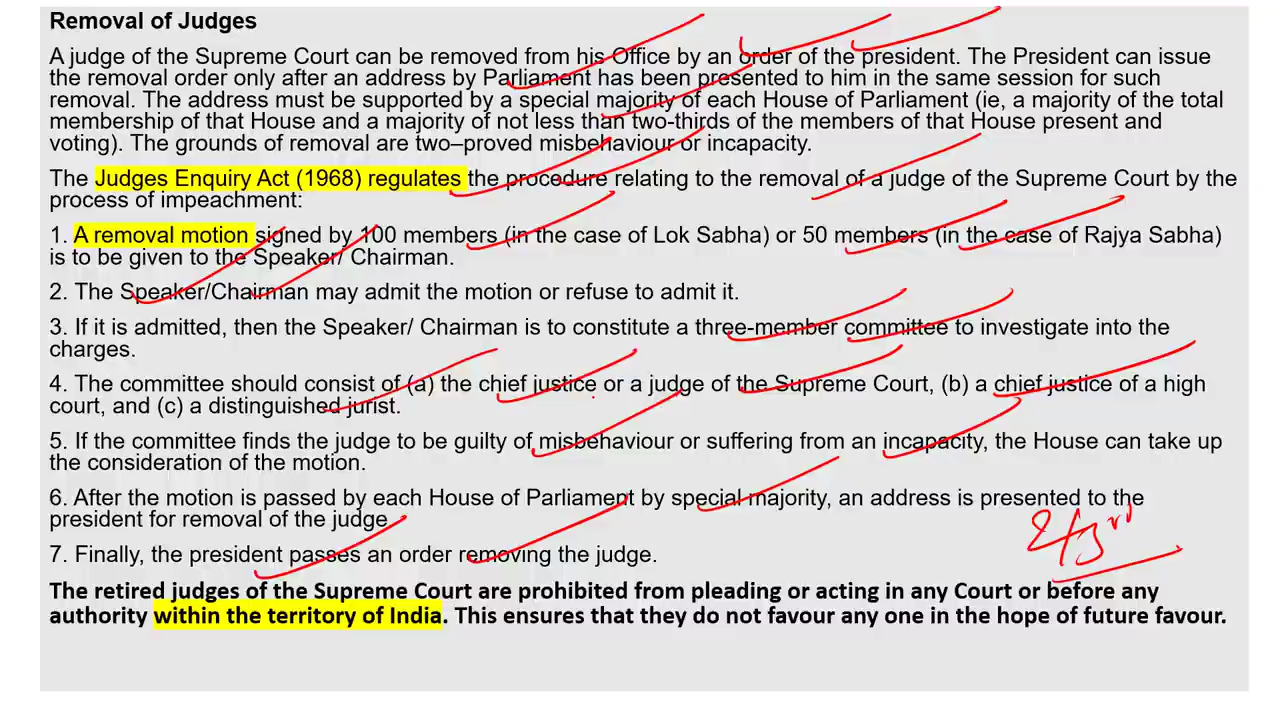 Removal of Judges
A judge of the Supreme Court can be removed from his Office by an order of the president. The President can issue
the removal order only after an address by Parliament has been presented to him in the same session for such
removal. The address must be supported by a special majority of each House of Parliament (ie, a majority of the total
membership of that House and a majority of not less than two-thirds of the members of that House present and
voting). The grounds of removal are two–proved misbehaviour or incapacity.
The Judges Enquiry Act (1968) regulates the procedure relating to the removal of a judge of the Supreme Court by the
process of impeachment:
1. A removal motion signed by 100 members (in the case of Lok Sabha) or 50 members (in the case of Rajya Sabha)
is to be given to the Speaker/ Chairman.
2. The Speaker/Chairman may admit the motion or refuse to admit it.
3. If it is admitted, then the Speaker/ Chairman is to constitute a three-member committee to investigate into the
charges.
4. The committee should consist of (a) the chief justice or a judge of the Supreme Court, (b) a chief justice of a high
court, and (c) a distinguished jurist.
5. If the committee finds the judge to be guilty of misbehaviour or suffering from an incapacity, the House can take up
the consideration of the motion.
6. After the motion is passed by each House of Parliament by special majority, an address is presented to the
president for removal of the judge
2/3rd
7. Finally, the president passes an order removing the judge.
The retired judges of the Supreme Court are prohibited from pleading or acting in any Court or before any
authority within the territory of India. This ensures that they do not favour any one in the hope of future favour.